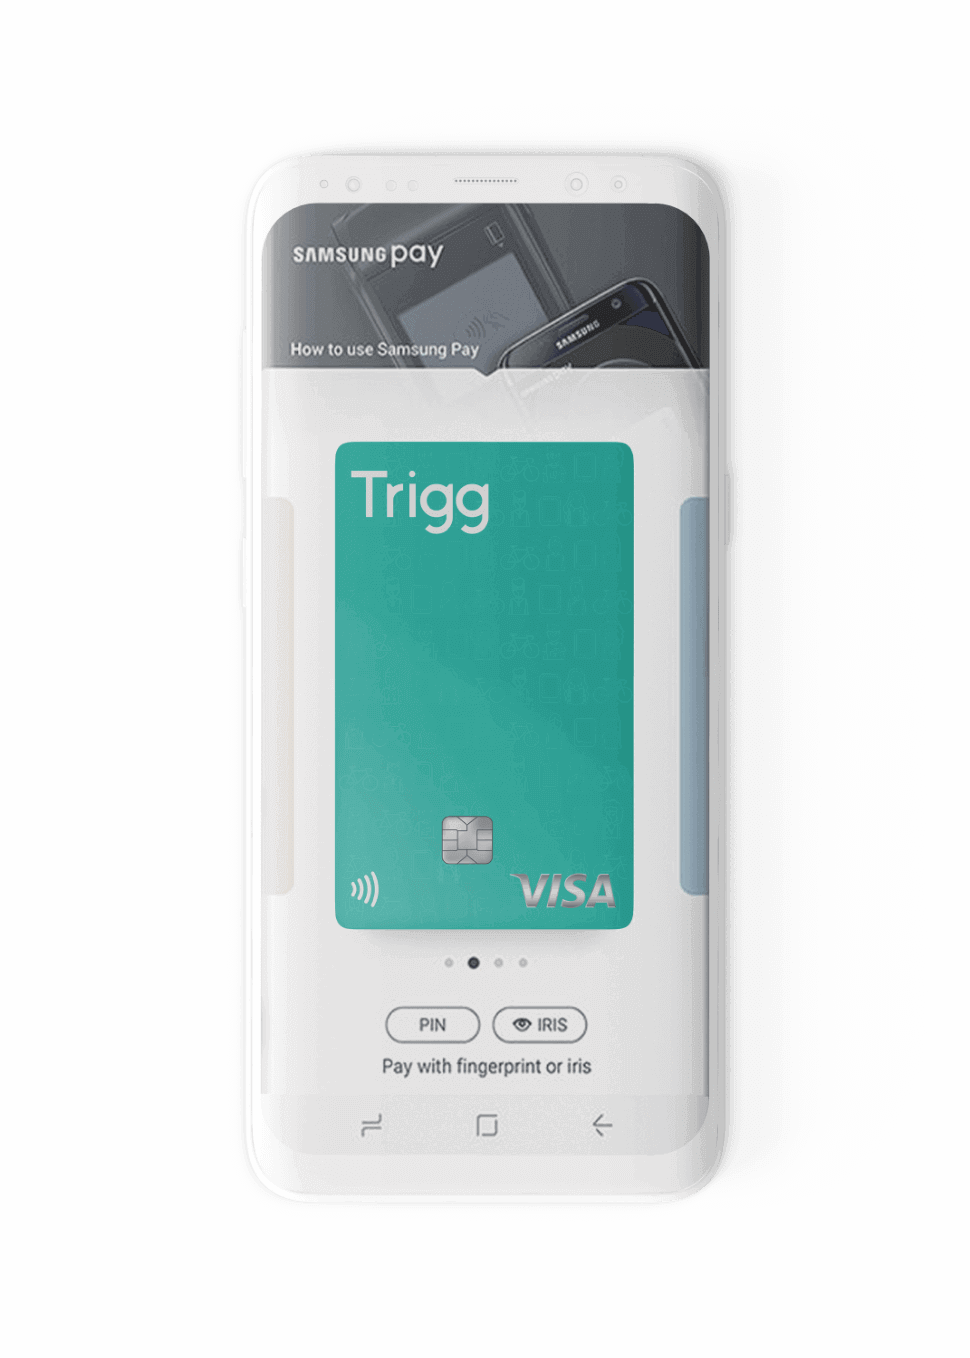 SAMSUNG pay
SAMSUNG
How to use Samsung Pay
Trigg
VISA
PIN
IRIS
Pay with fingerprint or iris